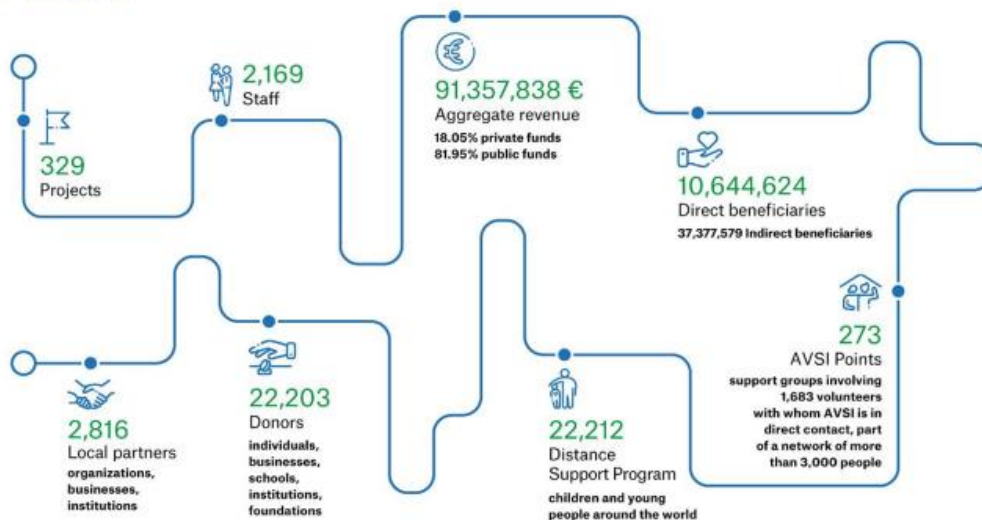 329
Projects
2,169
Staff
91,357,838 €
Aggregate revenue
18.05% private funds
81.95% public funds
10,644,624
Direct beneficiaries
37,377,579 Indirect beneficiaries
273
AVSI Points
support groups involving
1,683 volunteers
with whom AVSI is in
direct contact, part
of a network of more
than 3,000 people
22,212
Distance
Support Program
children and young
people around the world
22,203
Donors
individuals,
businesses,
schools,
institutions,
foundations
2,816
Local partners
organizations,
businesses,
institutions